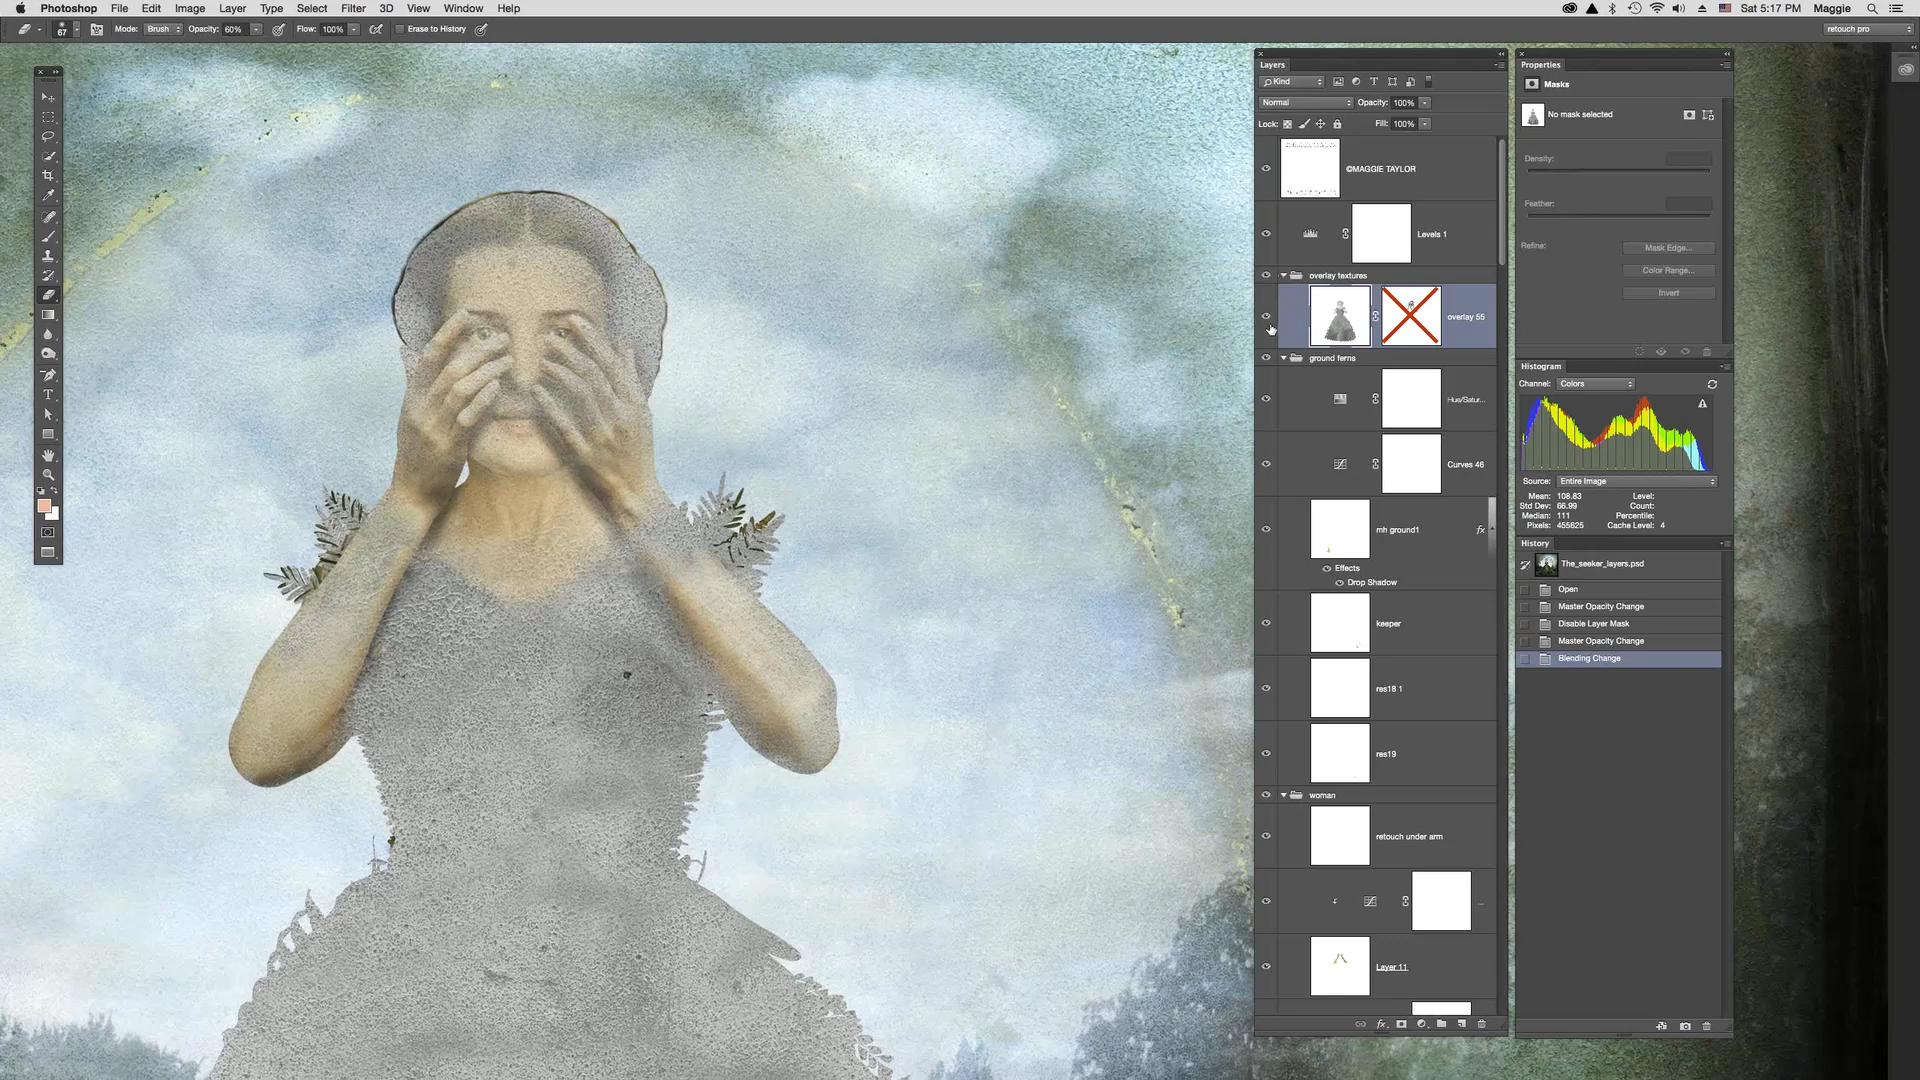 Photoshop File Edit Image Layer Type Select Filter 3D View Window Help Sat 5:17 PM Maggie
67 Mode: Brush Opacity: 60% Flow: 100% Erase to History retouch pro
Layers
Kind
Normal Opacity: 100%
Lock: Fill: 100%
©MAGGIE TAYLOR
Levels 1
overlay textures
overlay 55
ground ferns
Hue/Satur...
Curves 46
mh ground1 fx
Effects
Drop Shadow
keeper
res18 1
res19
woman
retouch under arm
...
Layer 11
fx
Properties
Masks
No mask selected
Density:
Feather:
Refine: Mask Edge...
Color Range...
Invert
Histogram
Channel: Colors
Source: Entire Image
Mean: 108.83 Level:
Std Dev: 66.99 Count:
Median: 111 Percentile:
Pixels: 455625 Cache Level: 4
History
The_seeker_layers.psd
Open
Master Opacity Change
Disable Layer Mask
Master Opacity Change
Blending Change